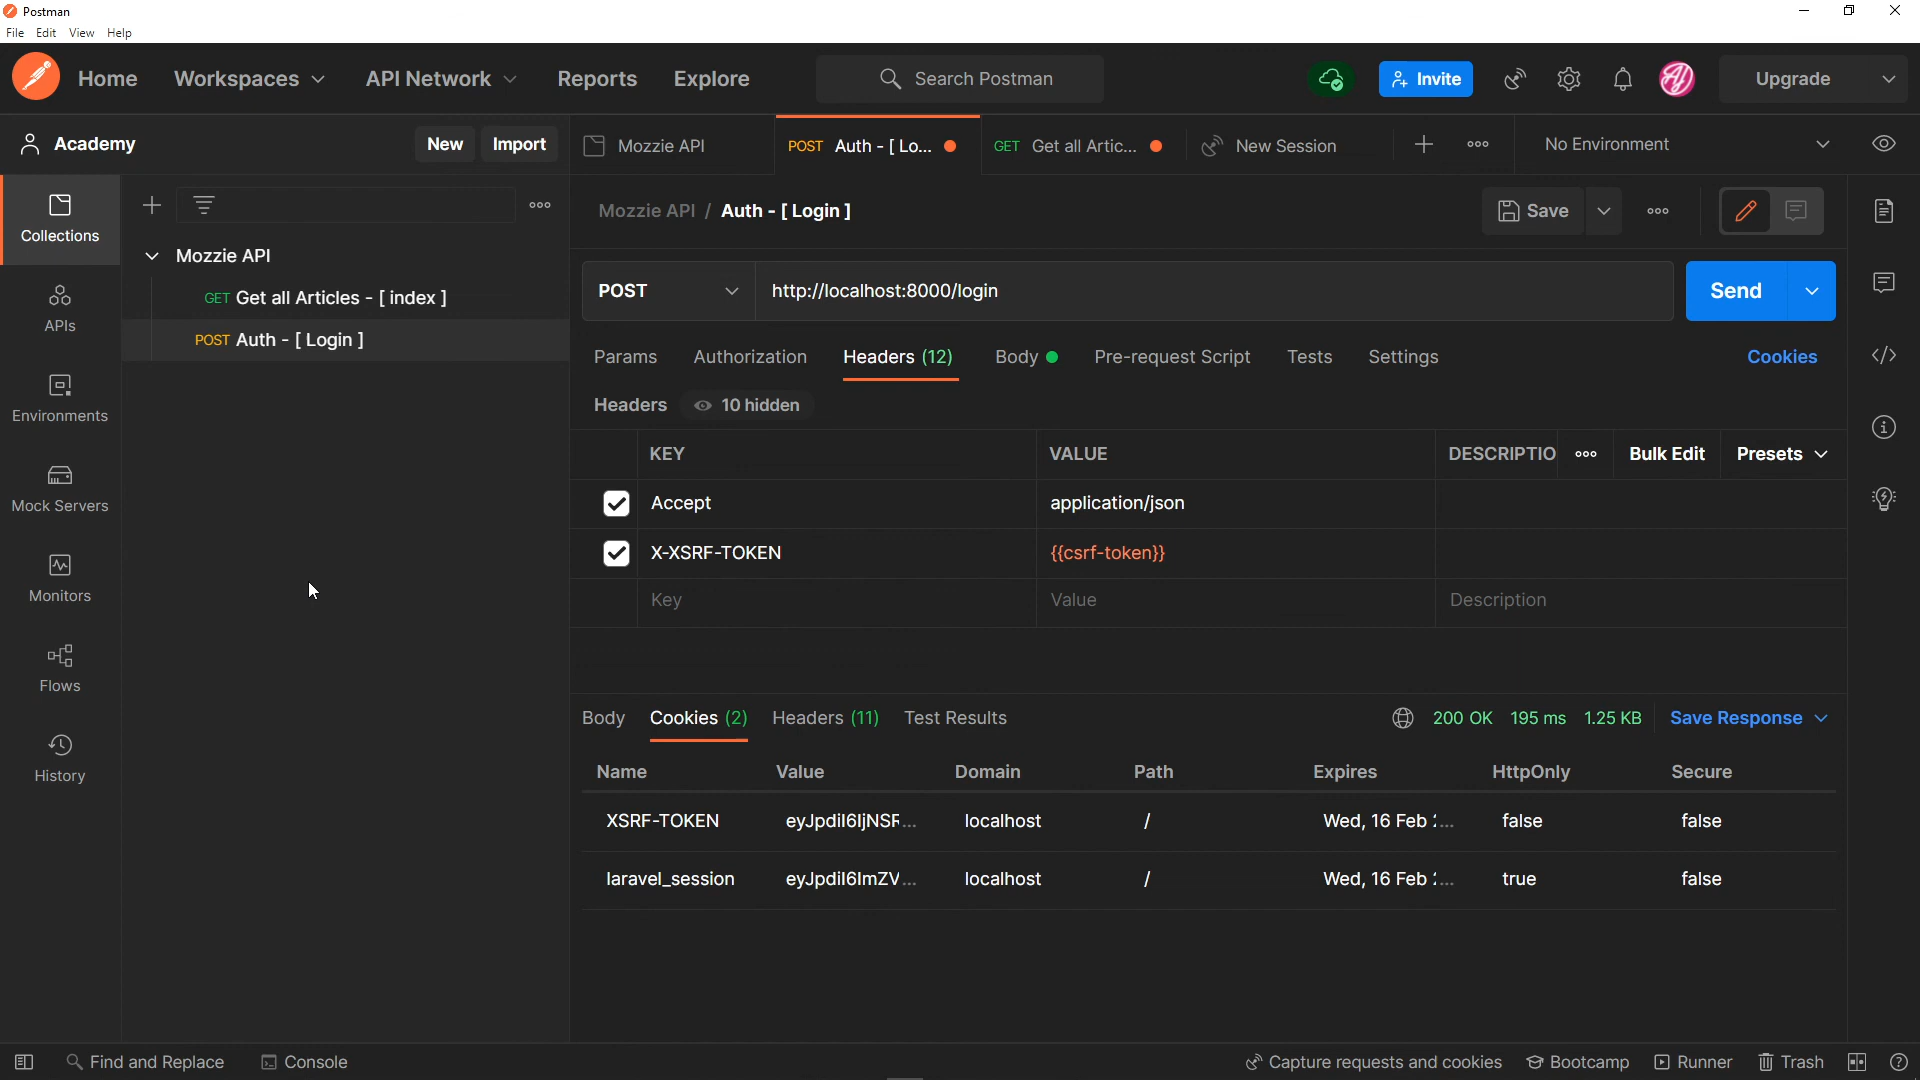 Postman
File Edit View Help
Home Workspaces API Network Reports Explore Search Postman Invite Upgrade
Academy New Import Mozzie API POST Auth - [ Lo... GET Get all Artic... New Session No Environment
Collections
APIs
Environments
Mock Servers
Monitors
Flows
History
Mozzie API
GET Get all Articles - [ index ]
POST Auth - [ Login ]
Mozzie API / Auth - [ Login ] Save
POST http://localhost:8000/login Send
Params Authorization Headers (12) Body Pre-request Script Tests Settings Cookies
Headers 10 hidden
KEY VALUE DESCRIPTIO Bulk Edit Presets
Accept application/json
X-XSRF-TOKEN {{csrf-token}}
Key Value Description
Body Cookies (2) Headers (11) Test Results 200 OK 195 ms 1.25 KB Save Response
Name Value Domain Path Expires HttpOnly Secure
XSRF-TOKEN eyJpdiI6IjNSF... localhost / Wed, 16 Feb ... false false
laravel_session eyJpdiI6ImZV... localhost / Wed, 16 Feb ... true false
Find and Replace Console Capture requests and cookies Bootcamp Runner Trash